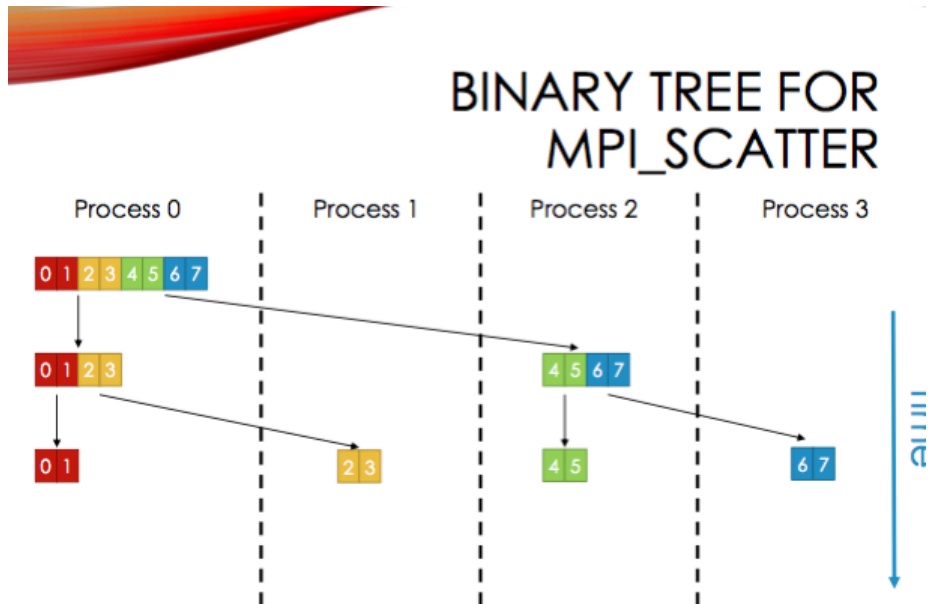 BINARY TREE FOR
MPI_SCATTER
Process 0 Process 1 Process 2 Process 3
0 1 2 3 4 5 6 7
0 1 2 3 4 5 6 7
0 1 2 3 4 5 6 7